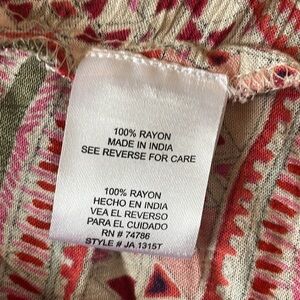 100% RAYON
MADE IN INDIA
SEE REVERSE FOR CARE
100% RAYON
HECHO EN INDIA
VEA EL REVERSO
PARA EL CUIDADO
RN # 74786
STYLE # JA 1315T